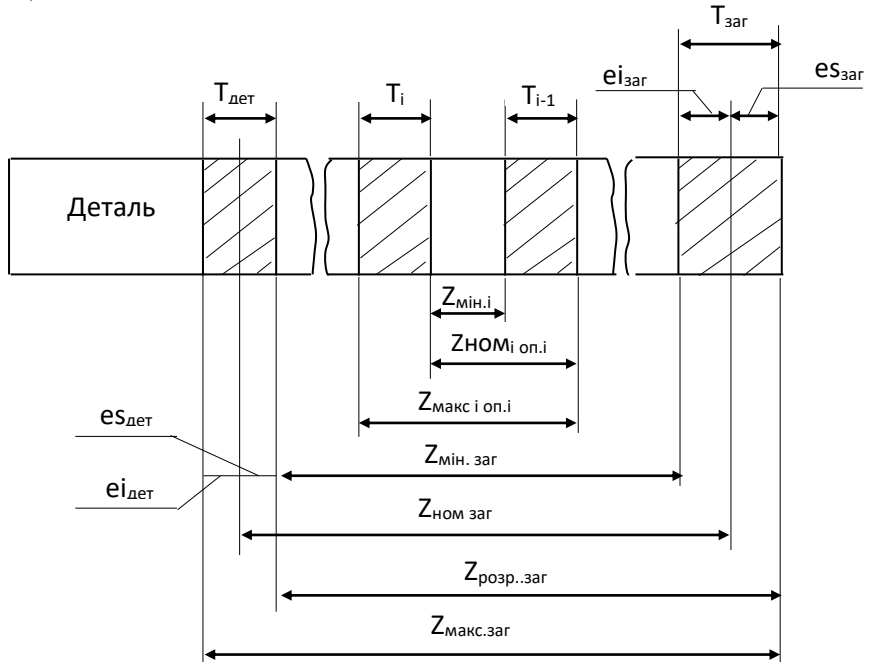 Tзаг
eiзаг
esзаг
Tдет
Ti
Ti-1
Деталь
Zмін.i
Zномi оп.i
Zмакс i оп.i
esдет
Zмін. заг
eiдет
Zном заг
Zрозр..заг
Zмакс.заг